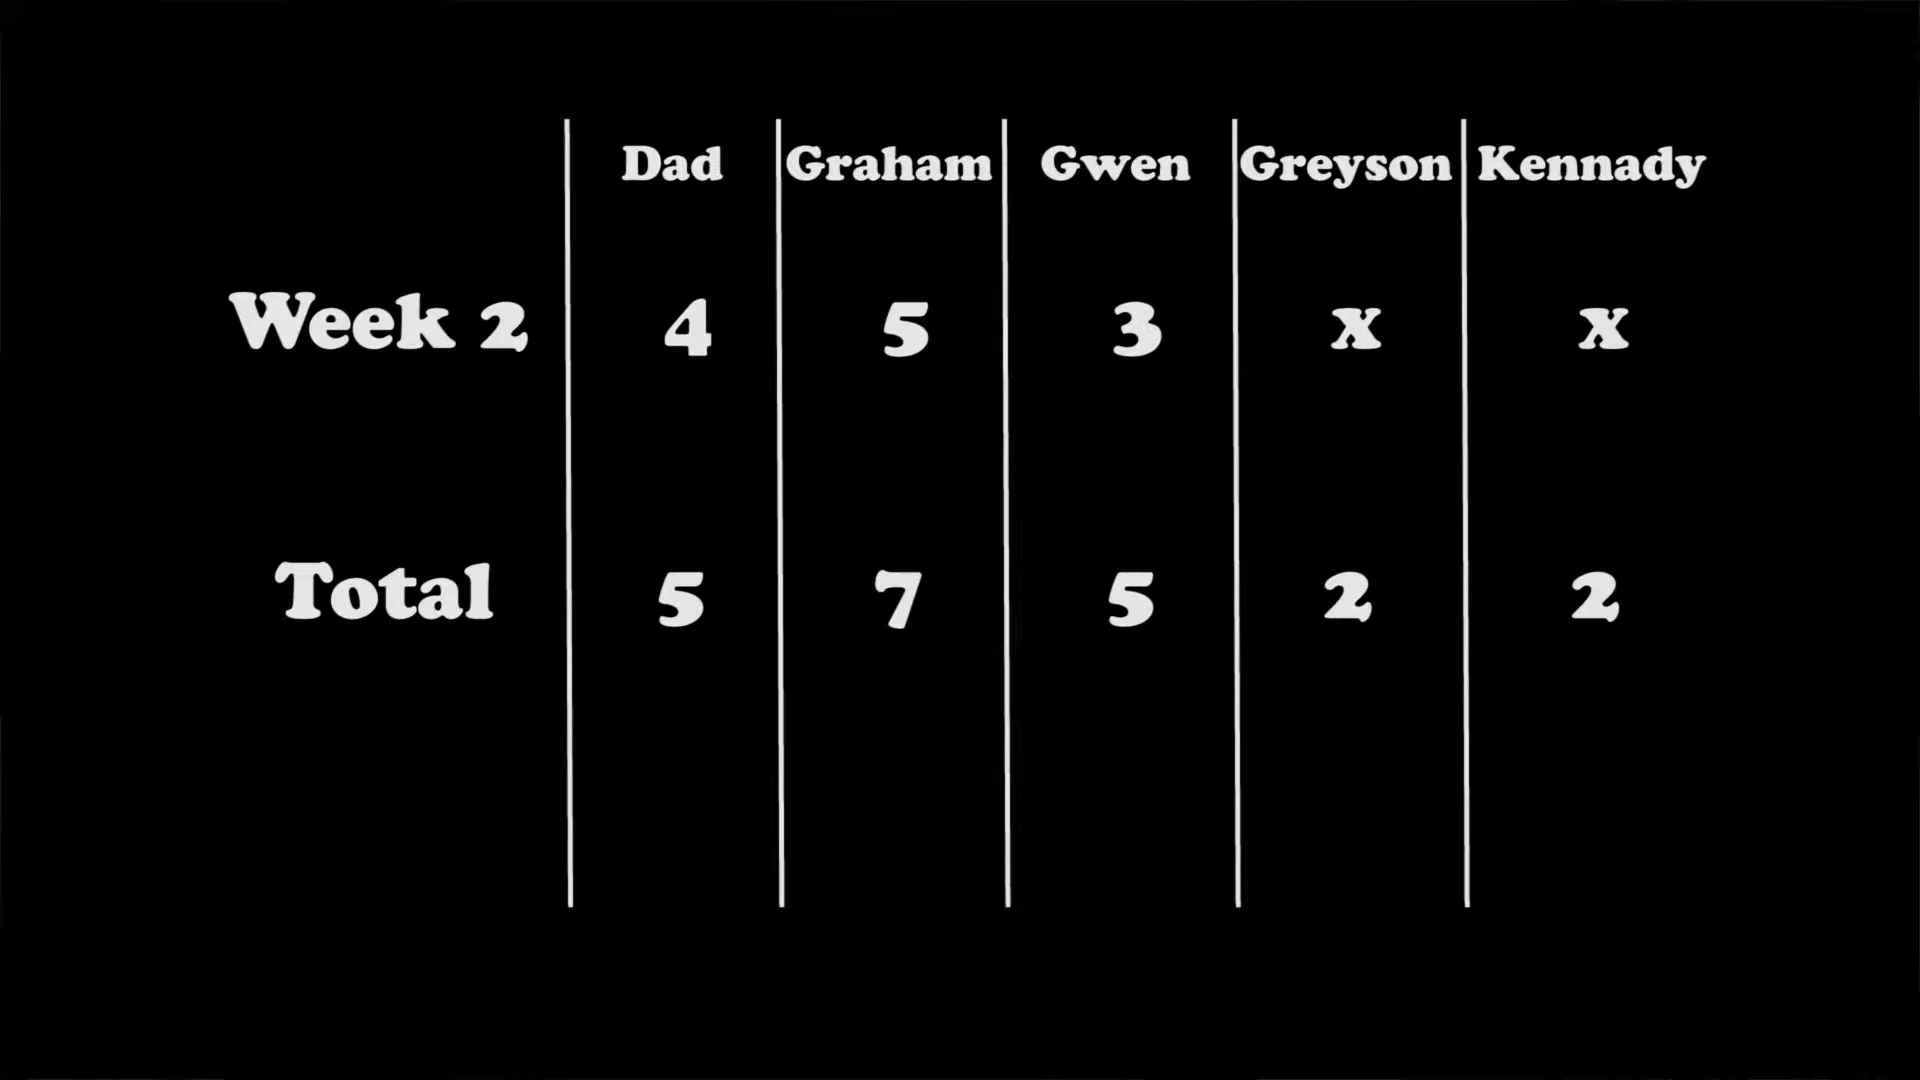 Dad Graham Gwen Greyson Kennady
Week 2 4 5 3 x x
Total 5 7 5 2 2